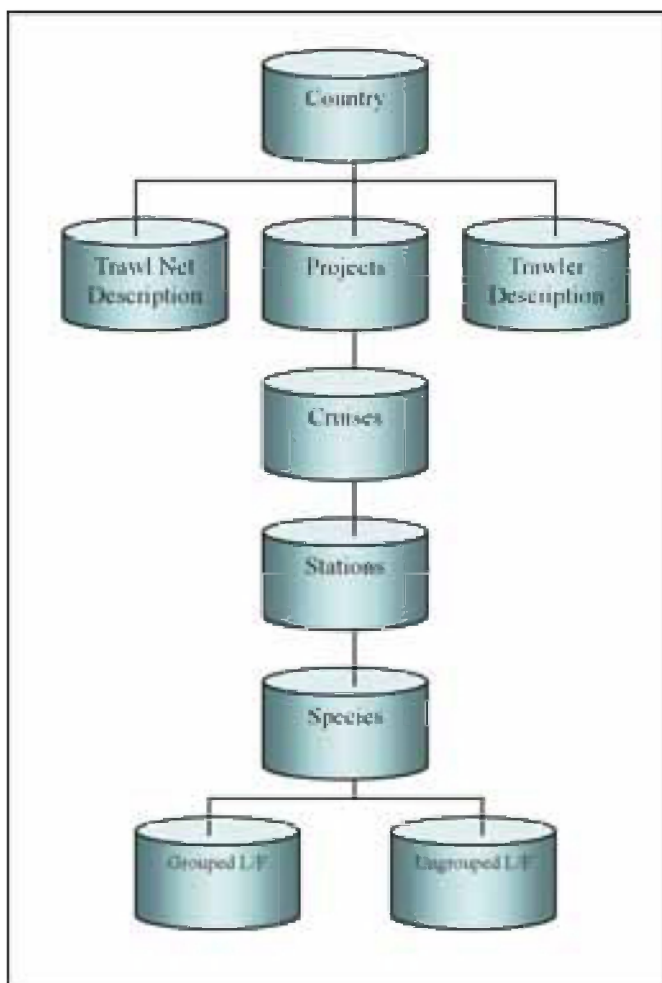 Country
Trawl Net
Description
Projects
Trawler
Description
Cruises
Stations
Species
Grouped L/F
Ungrouped L/F